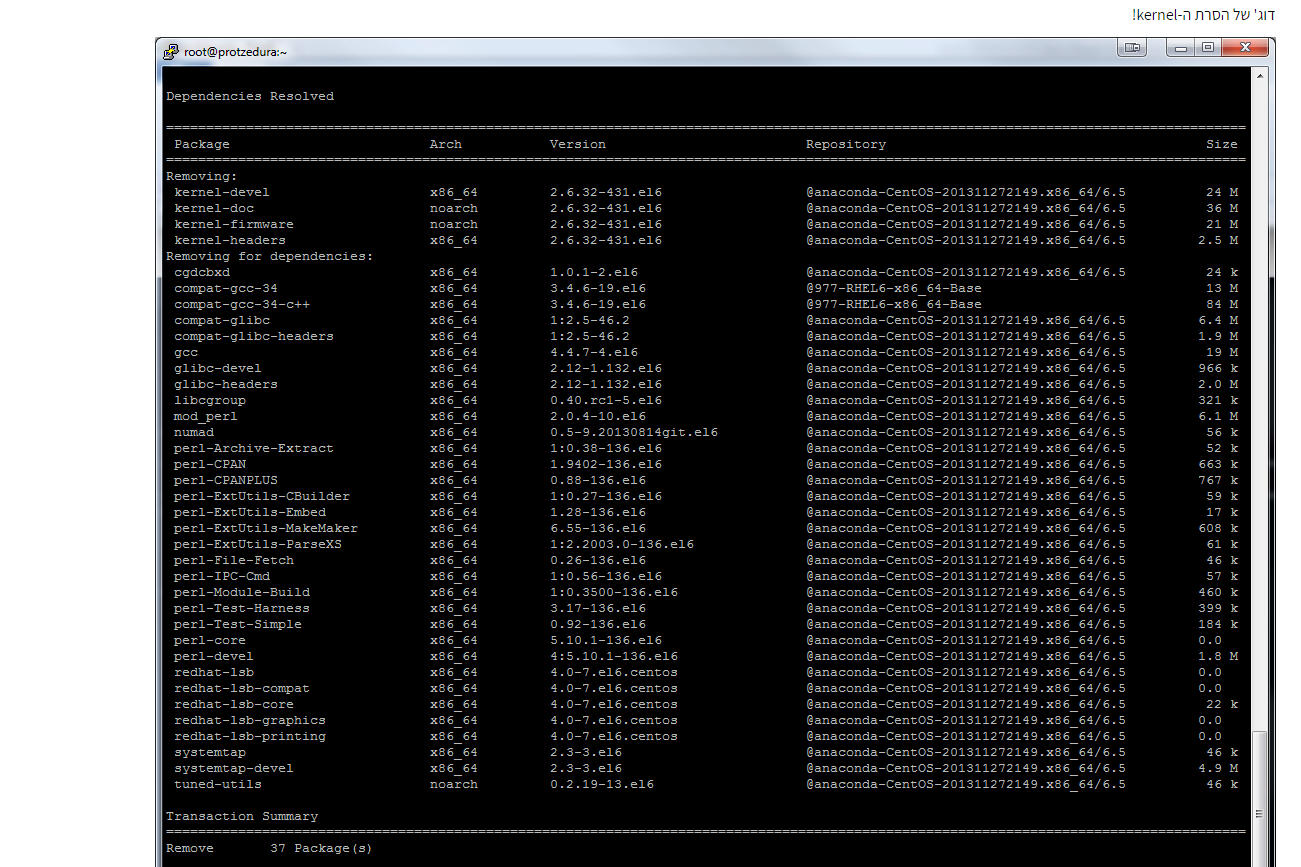 דוג' של הסרת ה-kernel!
root@protzedura:~
Dependencies Resolved
Package Arch Version Repository Size
Removing:
kernel-devel x86_64 2.6.32-431.el6 @anaconda-CentOS-201311272149.x86_64/6.5 24 M
kernel-doc noarch 2.6.32-431.el6 @anaconda-CentOS-201311272149.x86_64/6.5 36 M
kernel-firmware noarch 2.6.32-431.el6 @anaconda-CentOS-201311272149.x86_64/6.5 21 M
kernel-headers x86_64 2.6.32-431.el6 @anaconda-CentOS-201311272149.x86_64/6.5 2.5 M
Removing for dependencies:
cgdcbxd x86_64 1.0.1-2.el6 @anaconda-CentOS-201311272149.x86_64/6.5 24 k
compat-gcc-34 x86_64 3.4.6-19.el6 @977-RHEL6-x86_64-Base 13 M
compat-gcc-34-c++ x86_64 3.4.6-19.el6 @977-RHEL6-x86_64-Base 84 M
compat-glibc x86_64 1:2.5-46.2 @anaconda-CentOS-201311272149.x86_64/6.5 6.4 M
compat-glibc-headers x86_64 1:2.5-46.2 @anaconda-CentOS-201311272149.x86_64/6.5 1.9 M
gcc x86_64 4.4.7-4.el6 @anaconda-CentOS-201311272149.x86_64/6.5 19 M
glibc-devel x86_64 2.12-1.132.el6 @anaconda-CentOS-201311272149.x86_64/6.5 966 k
glibc-headers x86_64 2.12-1.132.el6 @anaconda-CentOS-201311272149.x86_64/6.5 2.0 M
libcgroup x86_64 0.40.rc1-5.el6 @anaconda-CentOS-201311272149.x86_64/6.5 321 k
mod_perl x86_64 2.0.4-10.el6 @anaconda-CentOS-201311272149.x86_64/6.5 6.1 M
numad x86_64 0.5-9.20130814git.el6 @anaconda-CentOS-201311272149.x86_64/6.5 56 k
perl-Archive-Extract x86_64 1:0.38-136.el6 @anaconda-CentOS-201311272149.x86_64/6.5 52 k
perl-CPAN x86_64 1.9402-136.el6 @anaconda-CentOS-201311272149.x86_64/6.5 663 k
perl-CPANPLUS x86_64 0.88-136.el6 @anaconda-CentOS-201311272149.x86_64/6.5 767 k
perl-ExtUtils-CBuilder x86_64 1:0.27-136.el6 @anaconda-CentOS-201311272149.x86_64/6.5 59 k
perl-ExtUtils-Embed x86_64 1.28-136.el6 @anaconda-CentOS-201311272149.x86_64/6.5 17 k
perl-ExtUtils-MakeMaker x86_64 6.55-136.el6 @anaconda-CentOS-201311272149.x86_64/6.5 608 k
perl-ExtUtils-ParseXS x86_64 1:2.2003.0-136.el6 @anaconda-CentOS-201311272149.x86_64/6.5 61 k
perl-File-Fetch x86_64 0.26-136.el6 @anaconda-CentOS-201311272149.x86_64/6.5 46 k
perl-IPC-Cmd x86_64 1:0.56-136.el6 @anaconda-CentOS-201311272149.x86_64/6.5 57 k
perl-Module-Build x86_64 1:0.3500-136.el6 @anaconda-CentOS-201311272149.x86_64/6.5 460 k
perl-Test-Harness x86_64 3.17-136.el6 @anaconda-CentOS-201311272149.x86_64/6.5 399 k
perl-Test-Simple x86_64 0.92-136.el6 @anaconda-CentOS-201311272149.x86_64/6.5 184 k
perl-core x86_64 5.10.1-136.el6 @anaconda-CentOS-201311272149.x86_64/6.5 0.0
perl-devel x86_64 4:5.10.1-136.el6 @anaconda-CentOS-201311272149.x86_64/6.5 1.8 M
redhat-lsb x86_64 4.0-7.el6.centos @anaconda-CentOS-201311272149.x86_64/6.5 0.0
redhat-lsb-compat x86_64 4.0-7.el6.centos @anaconda-CentOS-201311272149.x86_64/6.5 0.0
redhat-lsb-core x86_64 4.0-7.el6.centos @anaconda-CentOS-201311272149.x86_64/6.5 22 k
redhat-lsb-graphics x86_64 4.0-7.el6.centos @anaconda-CentOS-201311272149.x86_64/6.5 0.0
redhat-lsb-printing x86_64 4.0-7.el6.centos @anaconda-CentOS-201311272149.x86_64/6.5 0.0
systemtap x86_64 2.3-3.el6 @anaconda-CentOS-201311272149.x86_64/6.5 46 k
systemtap-devel x86_64 2.3-3.el6 @anaconda-CentOS-201311272149.x86_64/6.5 4.9 M
tuned-utils noarch 0.2.19-13.el6 @anaconda-CentOS-201311272149.x86_64/6.5 46 k
Transaction Summary
Remove 37 Package(s)